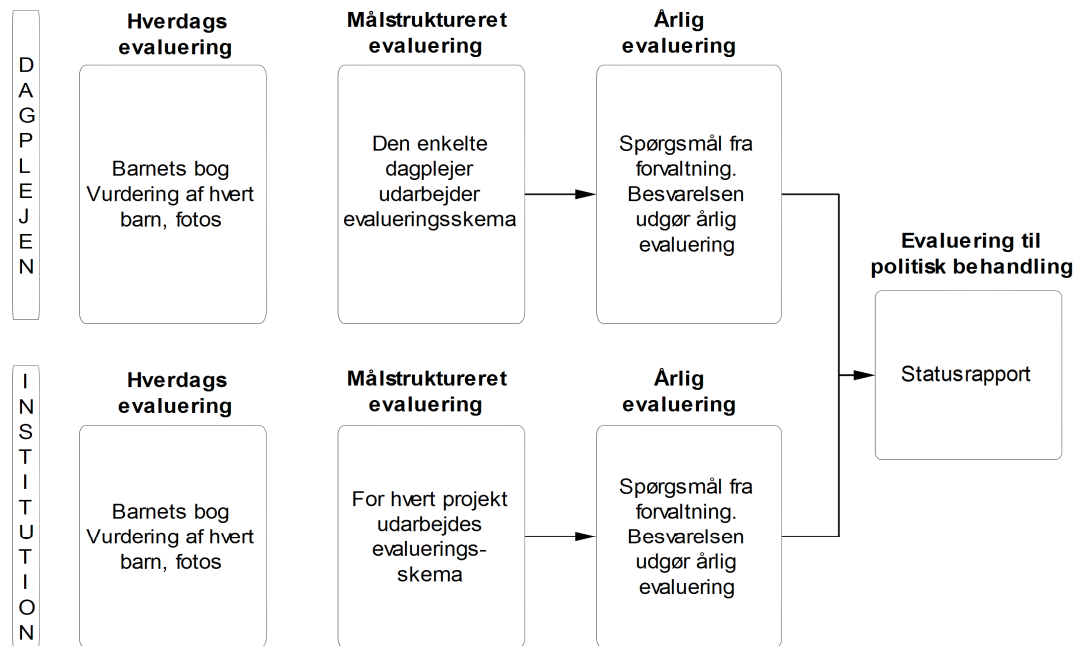 DAGPLEJEN
Hverdags
evaluering
Barnets bog
Vurdering af hvert
barn, fotos
Målstruktureret
evaluering
Den enkelte
dagplejer
udarbejder
evalueringsskema
Årlig
evaluering
Spørgsmål fra
forvaltning.
Besvarelsen
udgør årlig
evaluering
INSTITUTION
Hverdags
evaluering
Barnets bog
Vurdering af hvert
barn, fotos
Målstruktureret
evaluering
For hvert projekt
udarbejdes
evaluerings-
skema
Årlig
evaluering
Spørgsmål fra
forvaltning.
Besvarelsen
udgør årlig
evaluering
Evaluering til
politisk behandling
Statusrapport